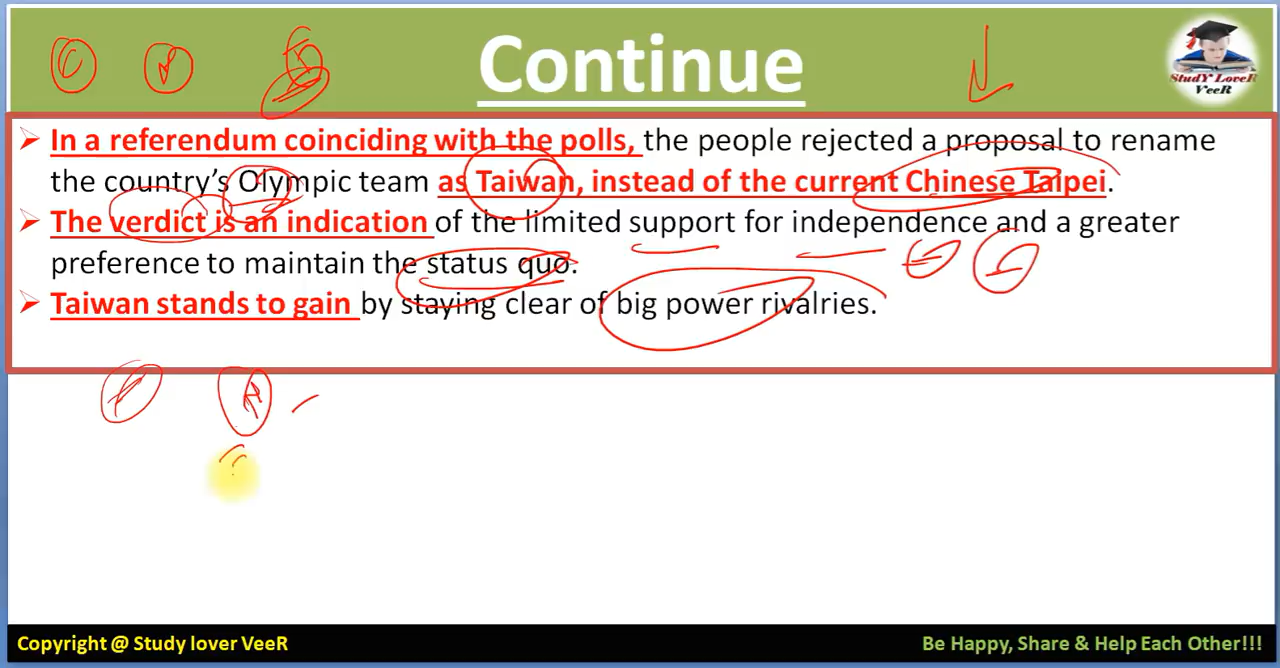 Continue
StudY LoveR
VeeR
➢ In a referendum coinciding with the polls, the people rejected a proposal to rename
the country’s Olympic team as Taiwan, instead of the current Chinese Taipei.
➢ The verdict is an indication of the limited support for independence and a greater
preference to maintain the status quo.
➢ Taiwan stands to gain by staying clear of big power rivalries.
Copyright @ Study lover VeeR
Be Happy, Share & Help Each Other!!!